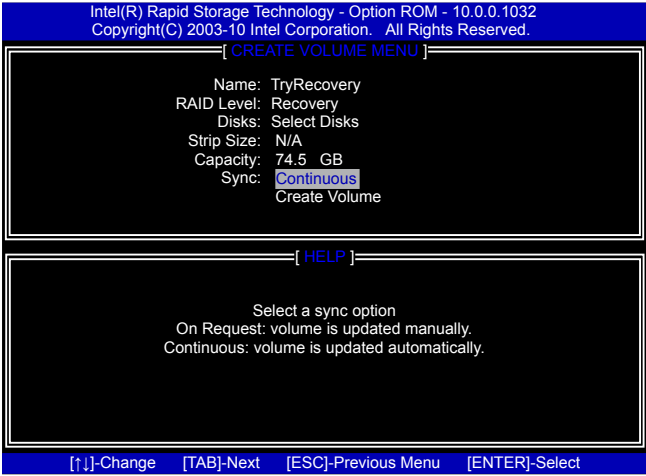 Intel(R) Rapid Storage Technology - Option ROM - 10.0.0.1032
Copyright(C) 2003-10 Intel Corporation. All Rights Reserved.
[ CREATE VOLUME MENU ]
Name: TryRecovery
RAID Level: Recovery
Disks: Select Disks
Strip Size: N/A
Capacity: 74.5 GB
Sync: Continuous
Create Volume
[ HELP ]
Select a sync option
On Request: volume is updated manually.
Continuous: volume is updated automatically.
[↑↓]-Change [TAB]-Next [ESC]-Previous Menu [ENTER]-Select